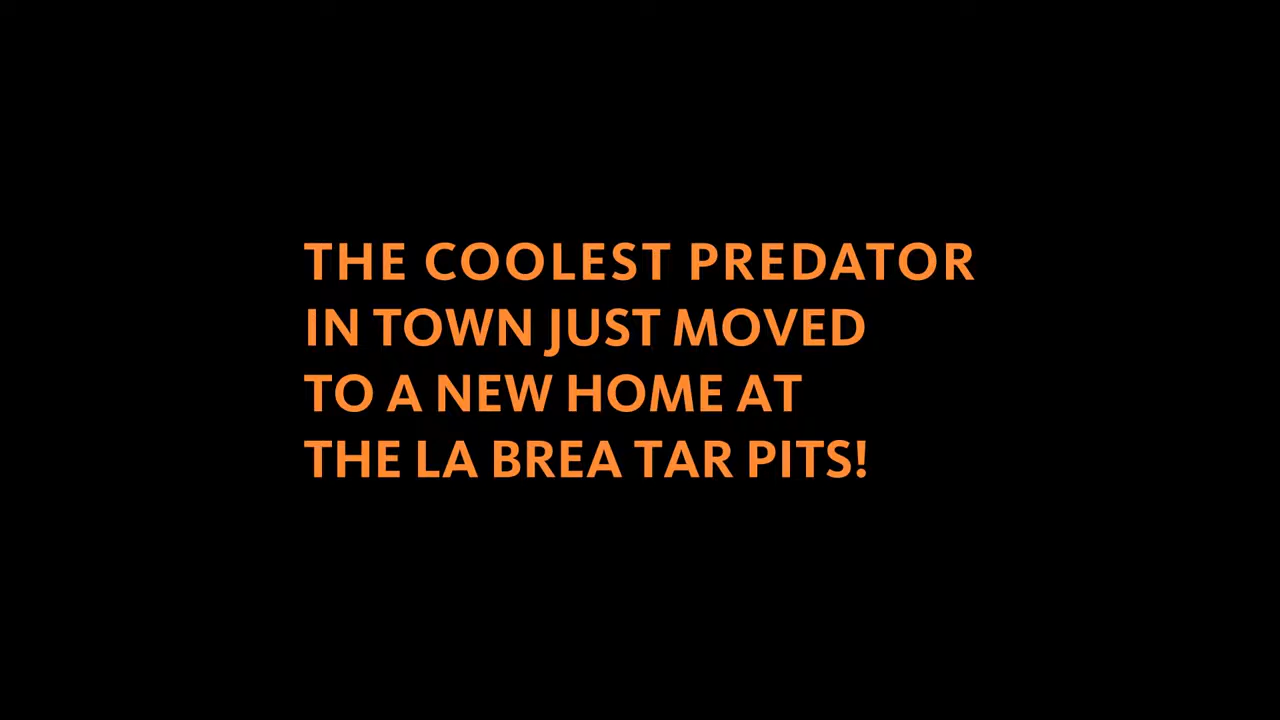 THE COOLEST PREDATOR
IN TOWN JUST MOVED
TO A NEW HOME AT
THE LA BREA TAR PITS!